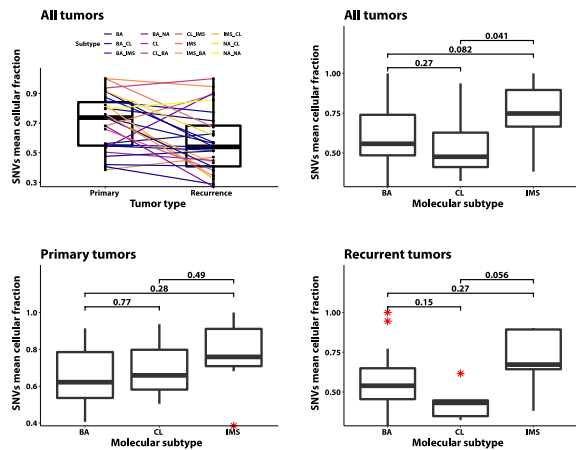 All tumors
Subtype
BA BA_NA CL_IMS IMS_CL
BA_CL CL IMS NA_CL
BA_IMS CL_BA IMS_BA NA_NA
SNVs mean cellular fraction
0.9
0.7
0.5
0.3
Primary Recurrence
Tumor type
All tumors
0.041
0.082
0.27
SNVs mean cellular fraction
1.00
0.75
0.50
BA CL IMS
Molecular subtype
Primary tumors
0.49
0.28
0.77
SNVs mean cellular fraction
1.0
0.8
0.6
0.4
BA CL IMS
Molecular subtype
Recurrent tumors
0.056
0.27
0.15
SNVs mean cellular fraction
1.00
0.75
0.50
BA CL IMS
Molecular subtype